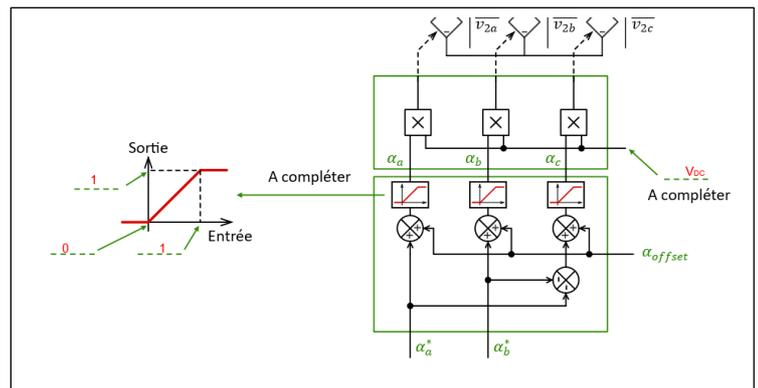 | v2a | v2b | v2c
αa αb αc
Sortie
1
A compléter
VDC
A compléter
Entrée
0 1
αoffset
α*a α*b